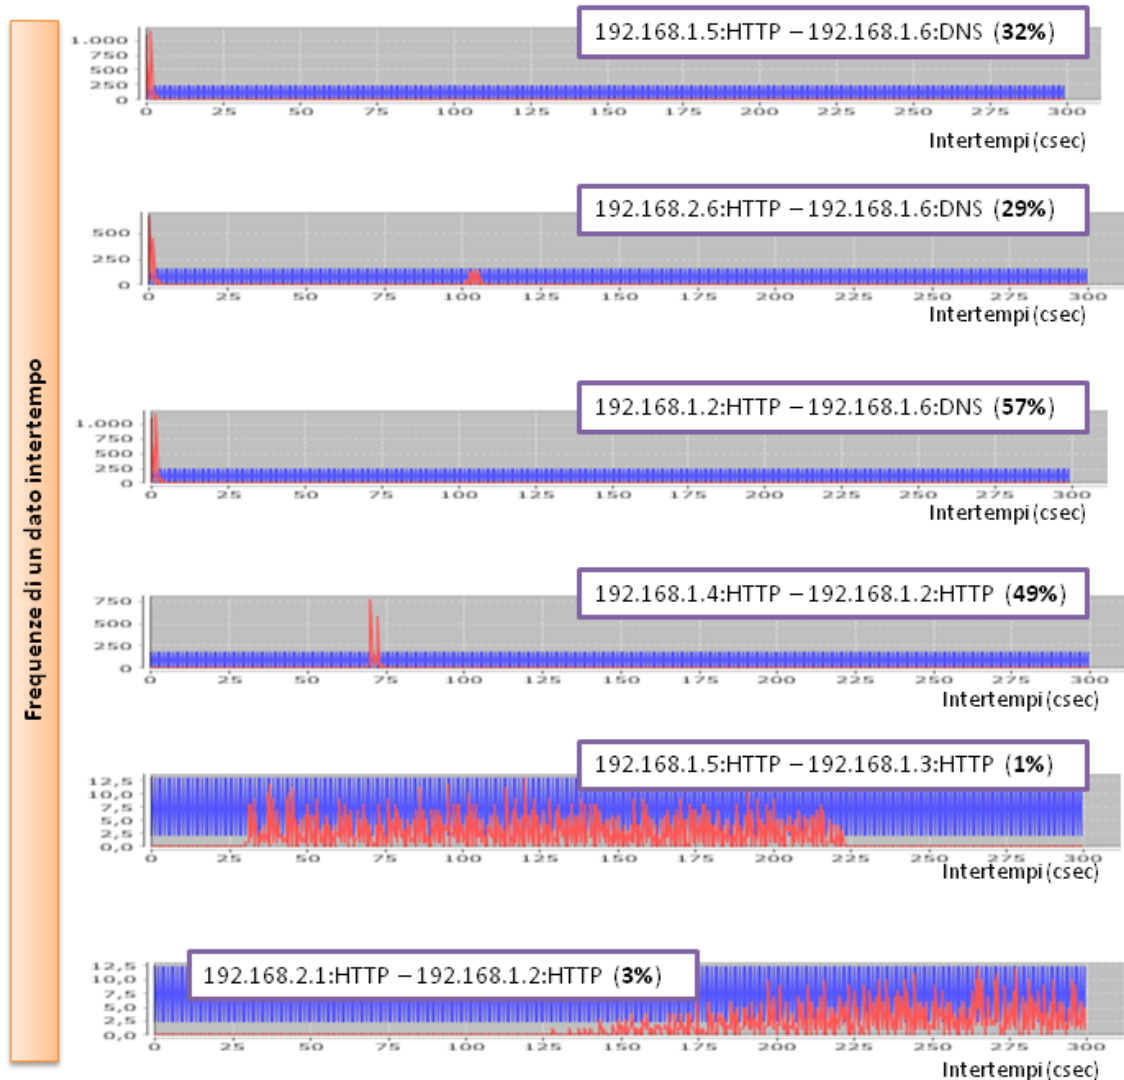 Frequenze di un dato intertempo
192.168.1.5:HTTP – 192.168.1.6:DNS (32%)
1.000
750
500
250
0
0 25 50 75 100 125 150 175 200 225 250 275 300
Intertempi (csec)
192.168.2.6:HTTP – 192.168.1.6:DNS (29%)
500
250
0
0 25 50 75 100 125 150 175 200 225 250 275 300
Intertempi (csec)
192.168.1.2:HTTP – 192.168.1.6:DNS (57%)
1.000
750
500
250
0
0 25 50 75 100 125 150 175 200 225 250 275 300
Intertempi (csec)
192.168.1.4:HTTP – 192.168.1.2:HTTP (49%)
750
500
250
0
0 25 50 75 100 125 150 175 200 225 250 275 300
Intertempi (csec)
192.168.1.5:HTTP – 192.168.1.3:HTTP (1%)
12,5
10,0
7,5
5,0
2,5
0,0
0 25 50 75 100 125 150 175 200 225 250 275 300
Intertempi (csec)
192.168.2.1:HTTP – 192.168.1.2:HTTP (3%)
12,5
10,0
7,5
5,0
2,5
0,0
0 25 50 75 100 125 150 175 200 225 250 275 300
Intertempi (csec)